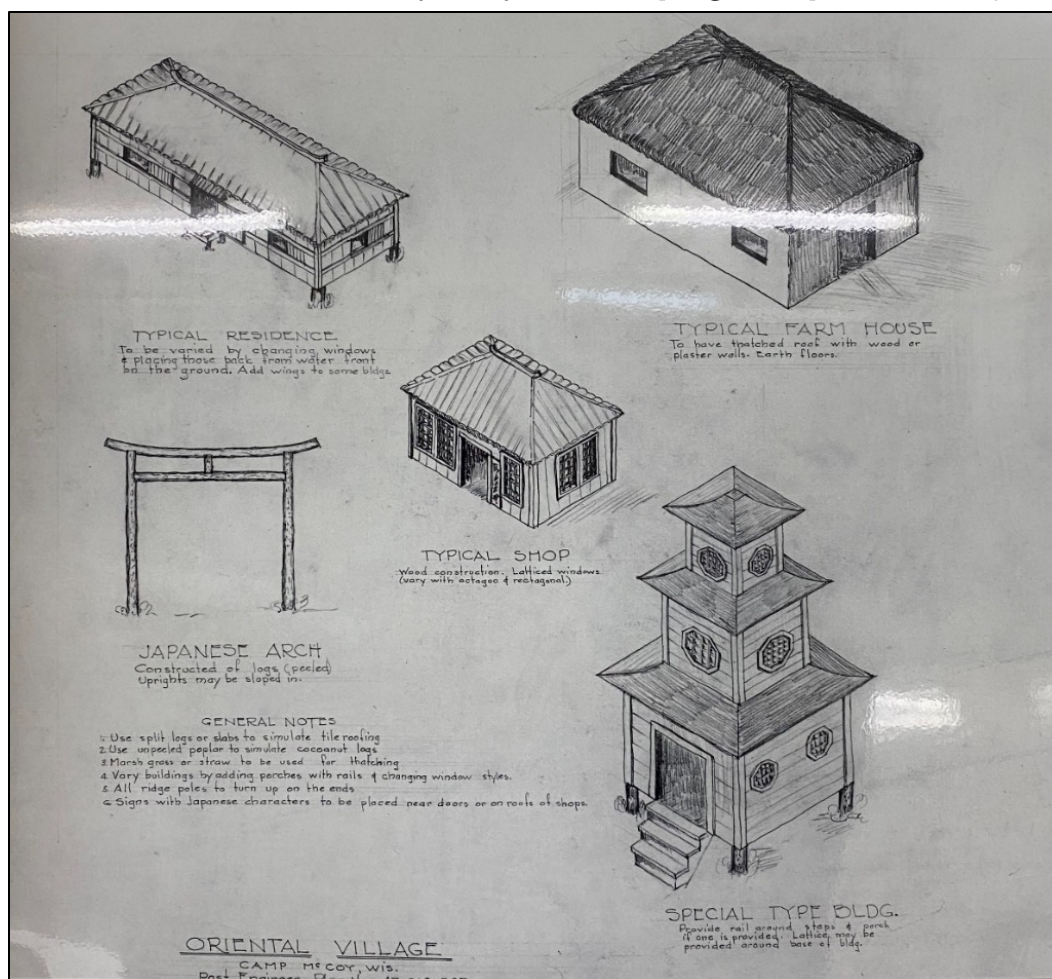 TYPICAL RESIDENCE
To be varied by changing windows
& placing those back from water front
on the ground. Add wings to some bldgs
TYPICAL FARM HOUSE
To have thatched roof with wood or
plaster walls. Earth floors.
TYPICAL SHOP
Wood construction. Latticed windows
(vary with octagon & rectagonal.)
JAPANESE ARCH
Constructed of logs (peeled)
Uprights may be sloped in.
GENERAL NOTES
1. Use split logs or slabs to simulate tile roofing
2. Use unpeeled poplar to simulate cocoanut logs
3. Marsh grass or straw to be used for thatching
4. Vary buildings by adding porches with rails & changing window styles.
5. All ridge poles to turn up on the ends
6. Signs with Japanese characters to be placed near doors or on roofs of shops.
SPECIAL TYPE BLDG.
Provide rail around steps & porch
if one is provided. Lattice may be
provided around base of bldg.
ORIENTAL VILLAGE
CAMP McCOY, WIS.
Post Engineer